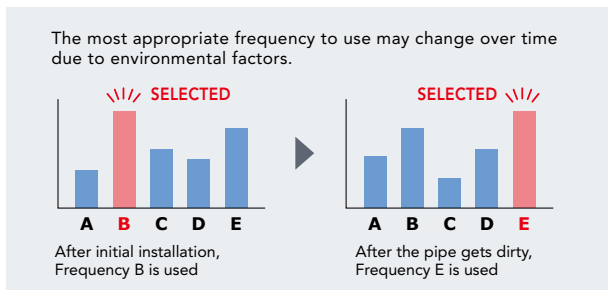 The most appropriate frequency to use may change over time
due to environmental factors.
SELECTED
A B C D E
After initial installation,
Frequency B is used
SELECTED
A B C D E
After the pipe gets dirty,
Frequency E is used